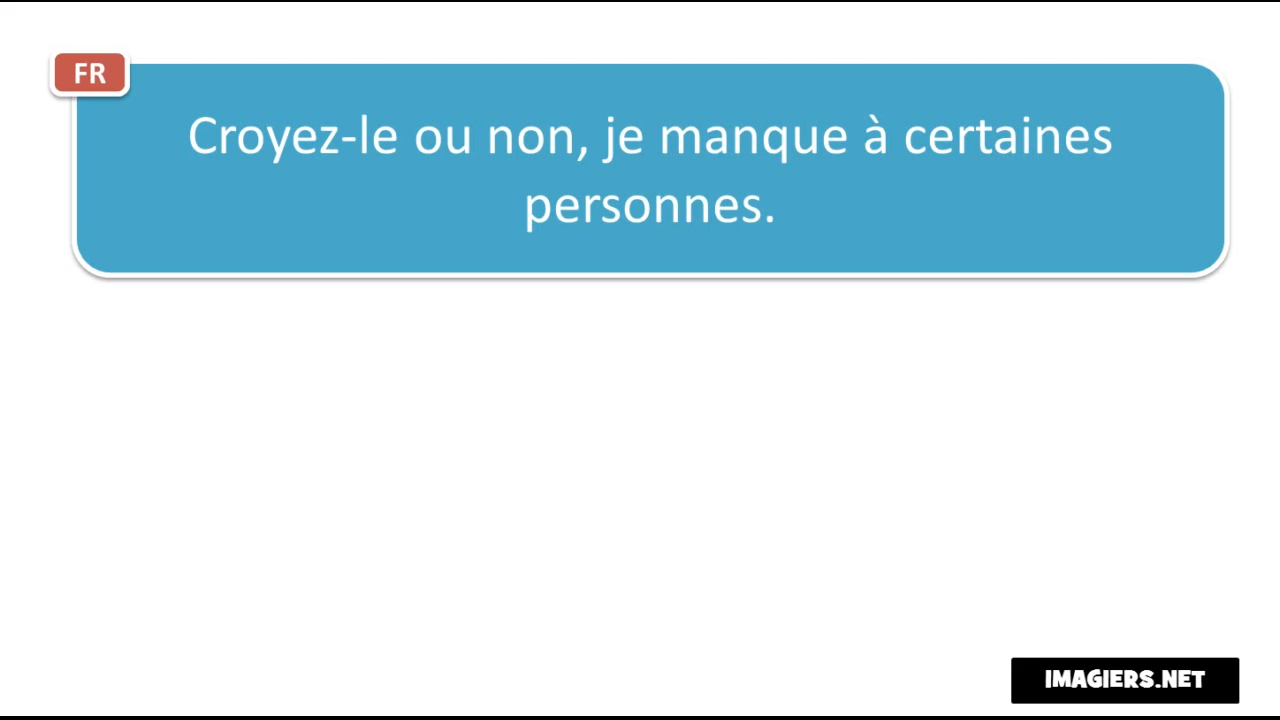 FR
Croyez-le ou non, je manque à certaines
personnes.
IMAGIERS.NET